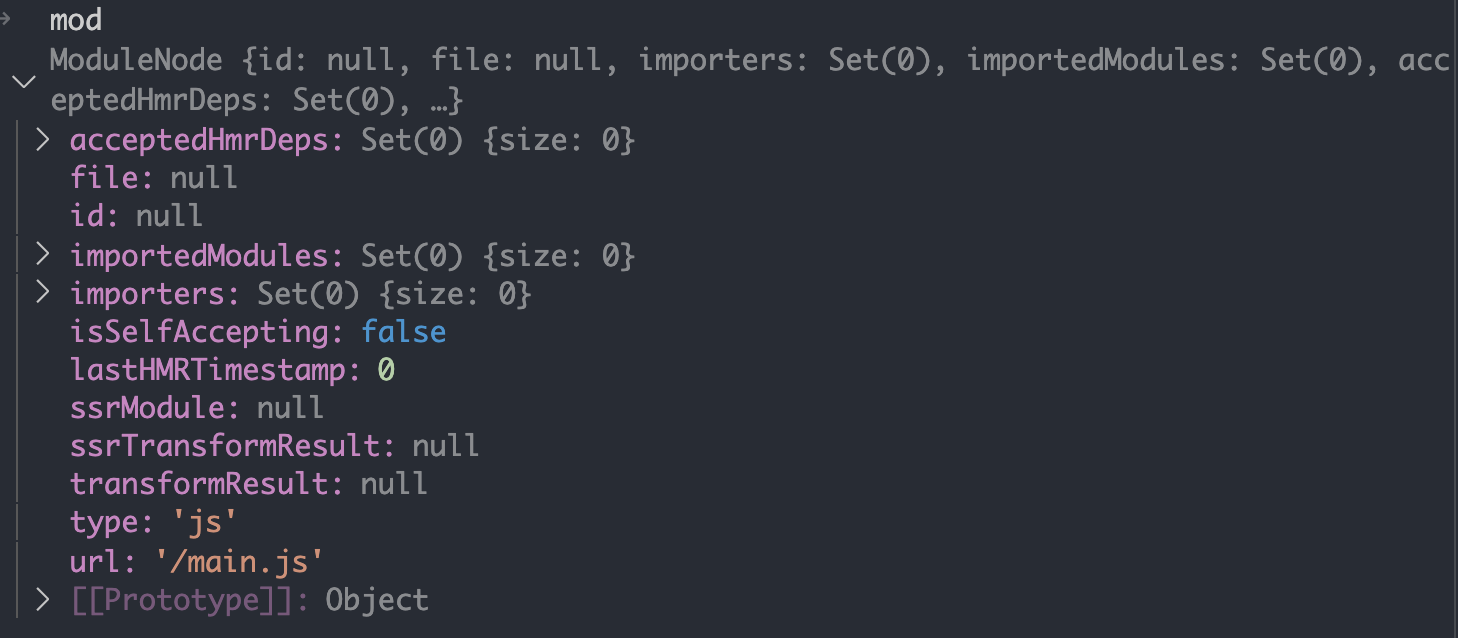 mod
ModuleNode {id: null, file: null, importers: Set(0), importedModules: Set(0), acc
eptedHmrDeps: Set(0), …}
acceptedHmrDeps: Set(0) {size: 0}
file: null
id: null
importedModules: Set(0) {size: 0}
importers: Set(0) {size: 0}
isSelfAccepting: false
lastHMRTimestamp: 0
ssrModule: null
ssrTransformResult: null
transformResult: null
type: 'js'
url: '/main.js'
[[Prototype]]: Object